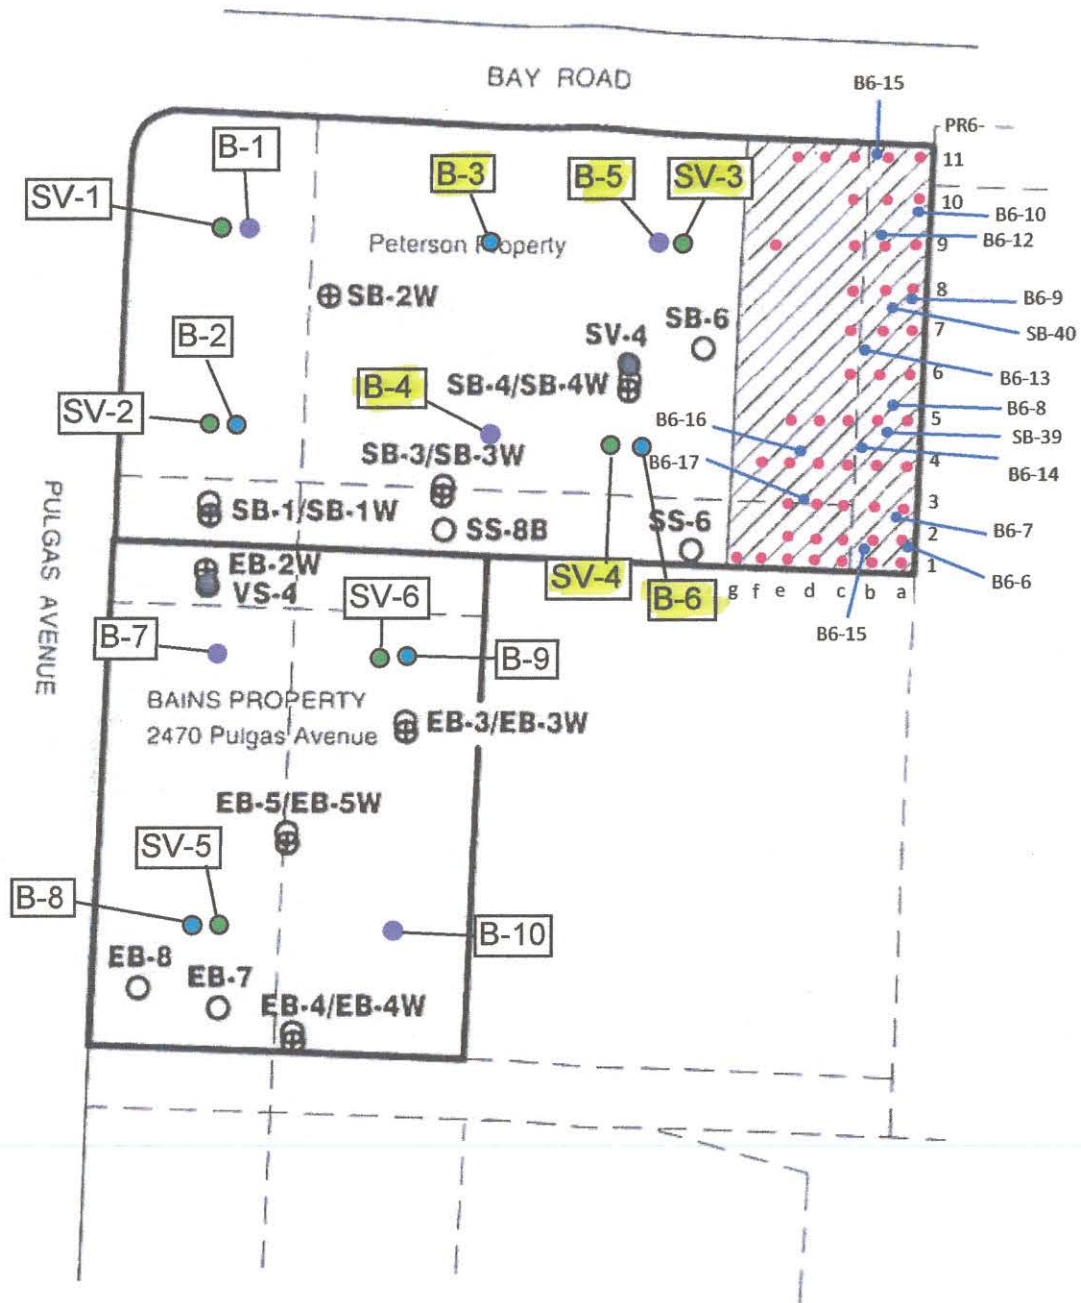 BAY ROAD
B6-15
PR6-
B-1
B-3
B-5
SV-3
11
SV-1
10
B6-10
Peterson Property
9
B6-12
SB-2W
8
B6-9
SB-6
SB-40
B-2
SV-4
7
B-4
SB-4/SB-4W
6
B6-13
SV-2
B6-16
5
B6-8
SB-39
SB-3/SB-3W
B6-17
4
B6-14
SB-1/SB-1W
3
SS-8B
SS-6
2
B6-7
EB-2W
1
B6-6
VS-4
SV-6
SV-4
B-6
g f e d c b a
B6-15
PULGAS AVENUE
B-7
B-9
BAINS PROPERTY
2470 Pulgas Avenue
EB-3/EB-3W
EB-5/EB-5W
SV-5
B-8
B-10
EB-8
EB-7
EB-4/EB-4W